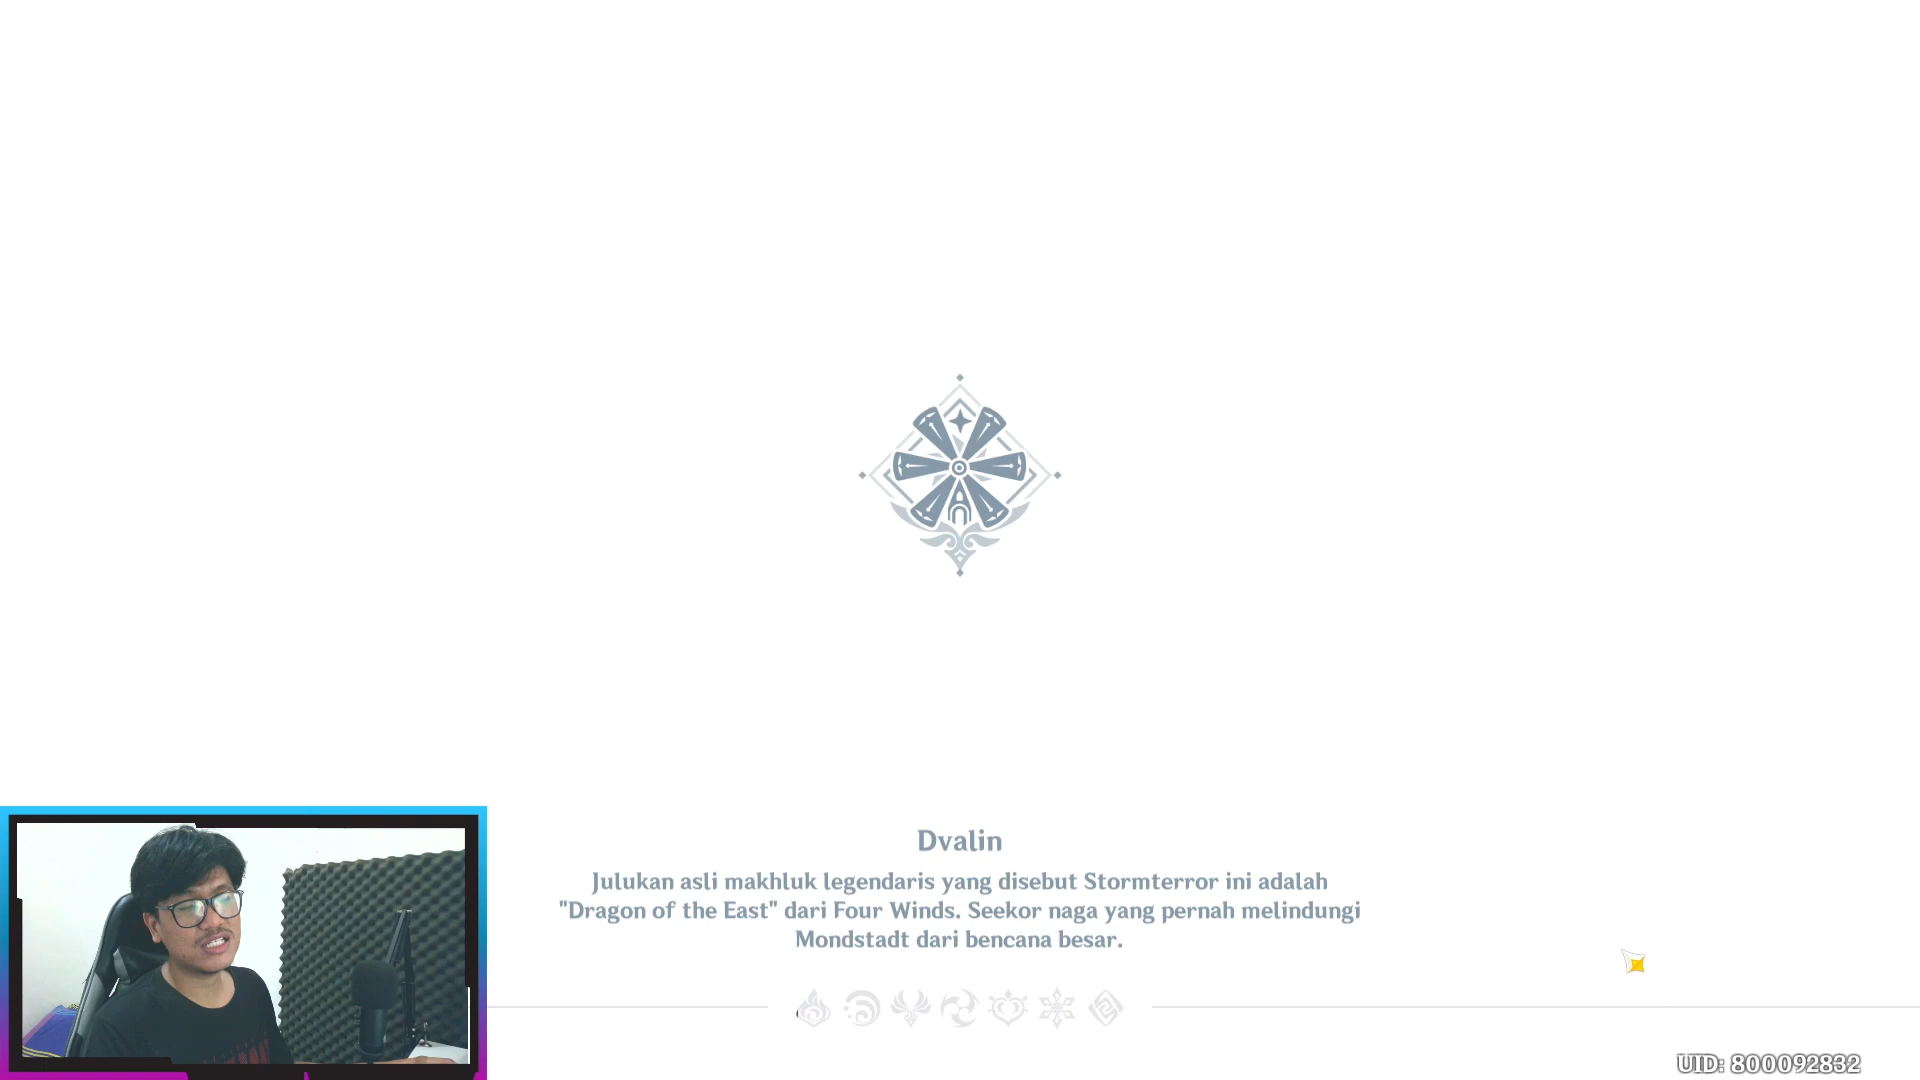 Dvalin
Julukan asli makhluk legendaris yang disebut Stormterror ini adalah
"Dragon of the East" dari Four Winds. Seekor naga yang pernah melindungi
Mondstadt dari bencana besar.
UID: 800092832